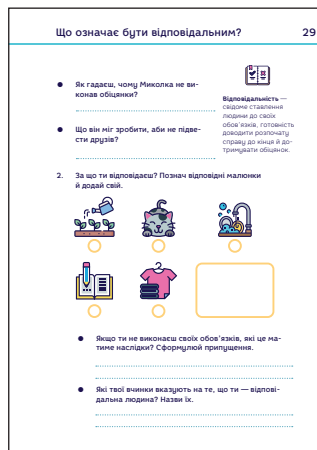 Що означає бути відповідальним? 29
● Як гадаєш, чому Миколка не ви-
конав обіцянки?
● Що він міг зробити, аби не підве-
сти друзів?
Відповідальність —
свідоме ставлення
людини до своїх
обов'язків, готовність
доводити розпочату
справу до кінця й до-
тримувати обіцянок.
2. За що ти відповідаєш? Познач відповідні малюнки
й додай свій.
● Якщо ти не виконаєш своїх обов'язків, які це ма-
тиме наслідки? Сформулюй припущення.
● Які твої вчинки вказують на те, що ти — відпові-
дальна людина? Назви їх.